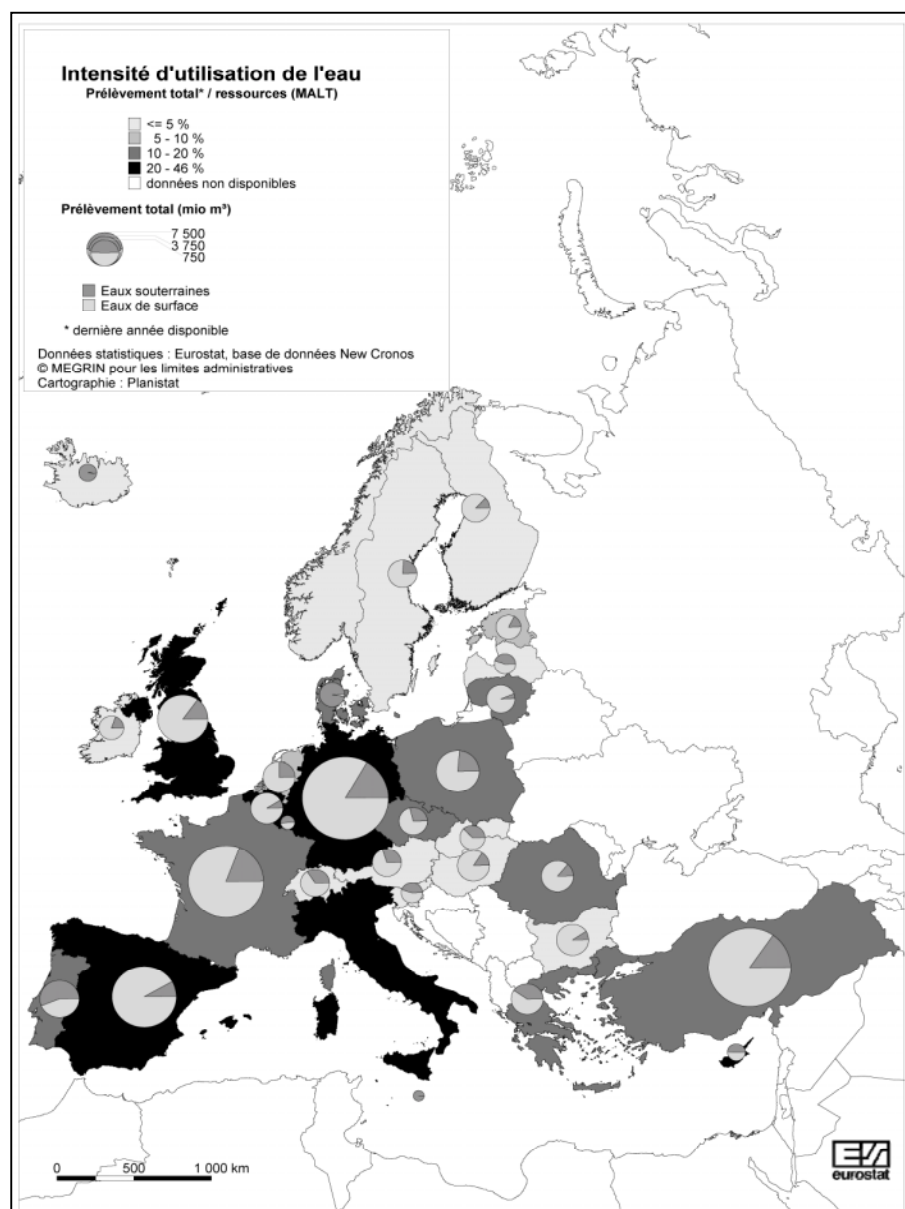 Intensité d'utilisation de l'eau
Prélèvement total* / ressources (MALT)
<= 5 %
5 - 10 %
10 - 20 %
20 - 46 %
données non disponibles
Prélèvement total (mio m³)
7 500
3 750
750
Eaux souterraines
Eaux de surface
* dernière année disponible
Données statistiques : Eurostat, base de données New Cronos
© MEGRIN pour les limites administratives
Cartographie : Planistat
0 500 1 000 km
eurostat